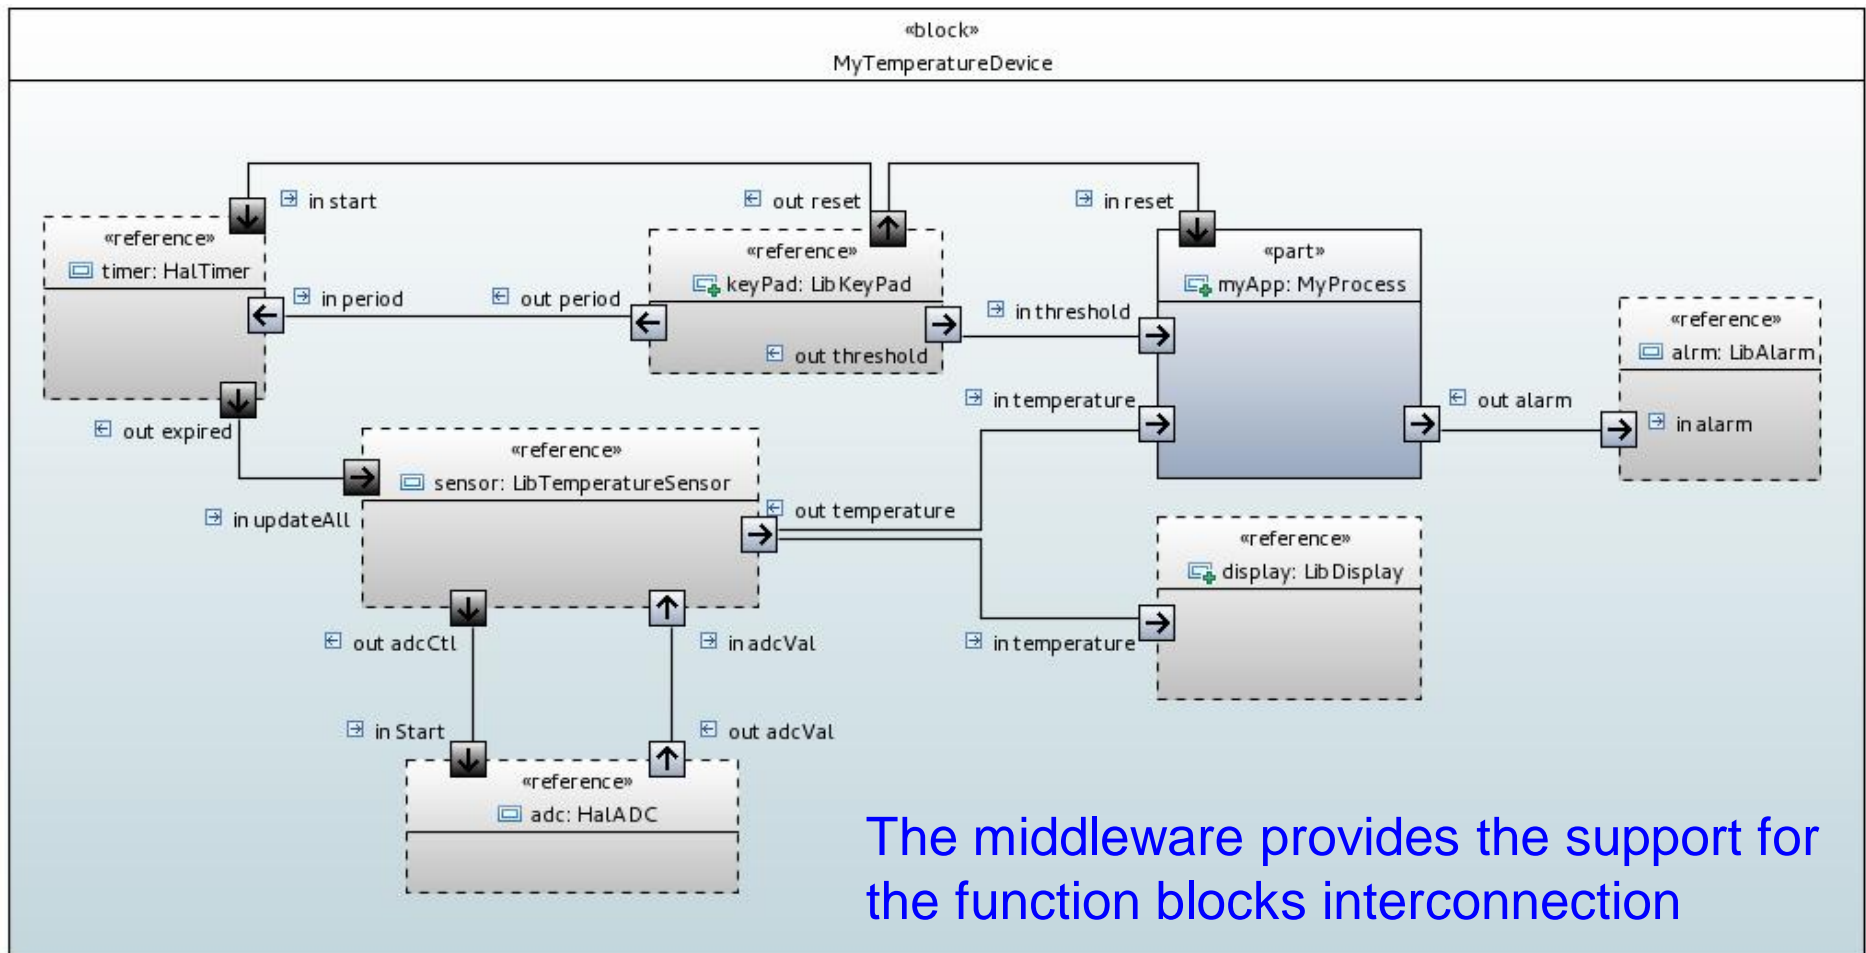 «block»
MyTemperatureDevice
in start
out reset
in reset
«reference»
timer: HalTimer
«reference»
keyPad: LibKeyPad
«part»
myApp: MyProcess
in period
out period
in threshold
out threshold
«reference»
alrm: LibAlarm
in temperature
out alarm
in alarm
out expired
«reference»
sensor: LibTemperatureSensor
in updateAll
out temperature
«reference»
display: LibDisplay
out adcCtl
in adcVal
in temperature
in Start
out adcVal
«reference»
adc: HalADC
The middleware provides the support for
the function blocks interconnection